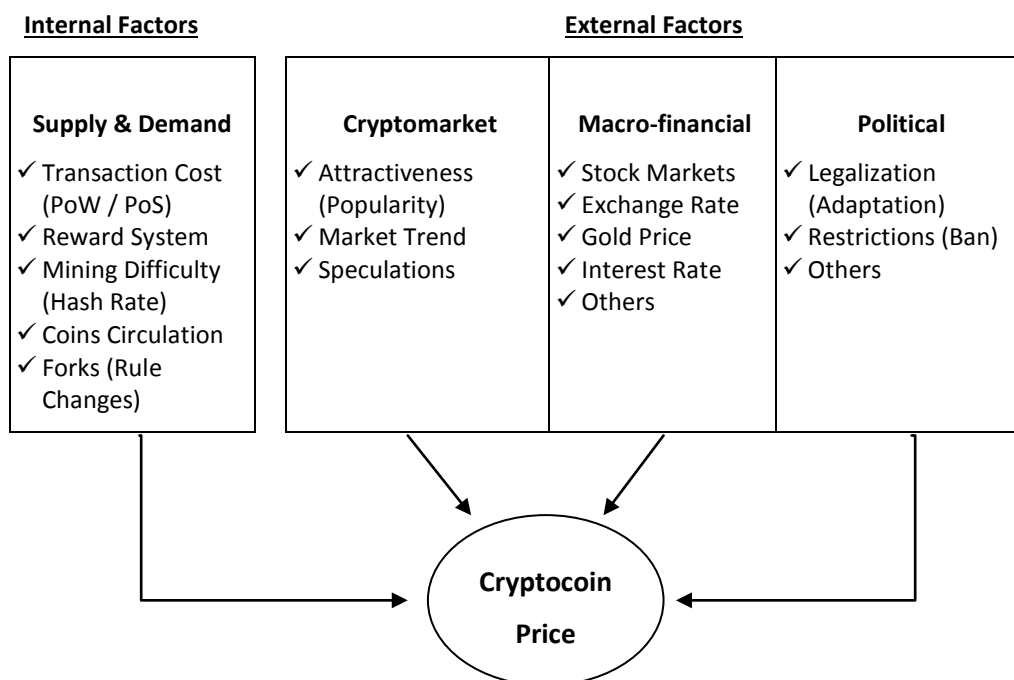 Internal Factors
External Factors
Supply & Demand
✓ Transaction Cost
(PoW / PoS)
✓ Reward System
✓ Mining Difficulty
(Hash Rate)
✓ Coins Circulation
✓ Forks (Rule
Changes)
Cryptomarket
✓ Attractiveness
(Popularity)
✓ Market Trend
✓ Speculations
Macro-financial
✓ Stock Markets
✓ Exchange Rate
✓ Gold Price
✓ Interest Rate
✓ Others
Political
✓ Legalization
(Adaptation)
✓ Restrictions (Ban)
✓ Others
Cryptocoin
Price